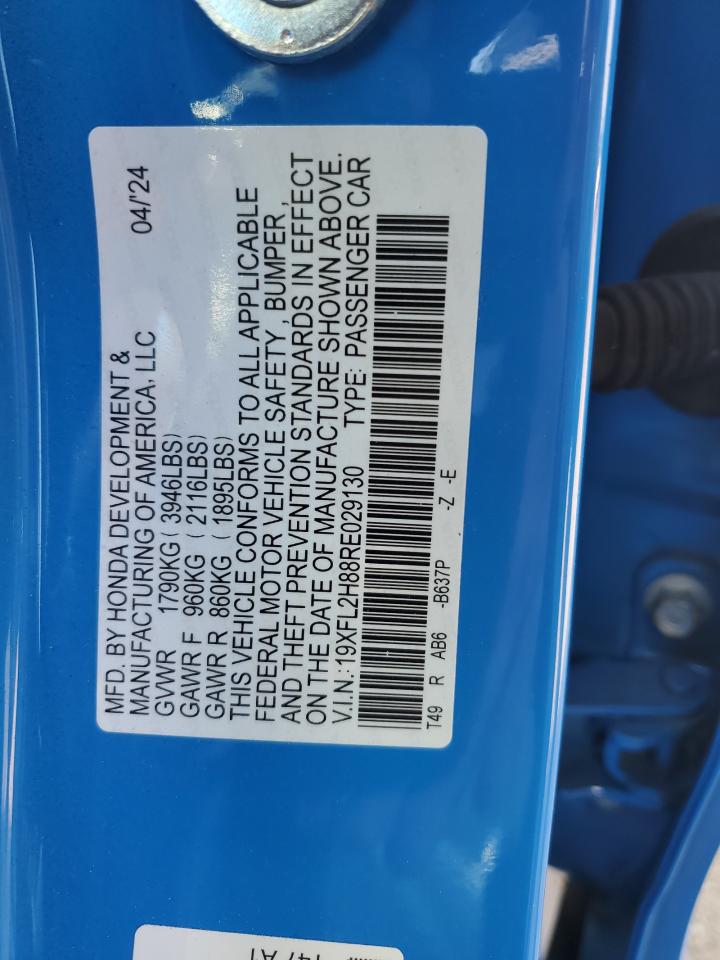 MFD. BY HONDA DEVELOPMENT &
MANUFACTURING OF AMERICA, LLC 04/'24
GVWR 1790KG ( 3946LBS)
GAWR F 960KG ( 2116LBS)
GAWR R 860KG ( 1895LBS)
THIS VEHICLE CONFORMS TO ALL APPLICABLE
FEDERAL MOTOR VEHICLE SAFETY , BUMPER ,
AND THEFT PREVENTION STANDARDS IN EFFECT
ON THE DATE OF MANUFACTURE SHOWN ABOVE.
V.I.N.:19XFL2H88RE029130 TYPE: PASSENGER CAR
T49 R AB6 -B637P -Z -E